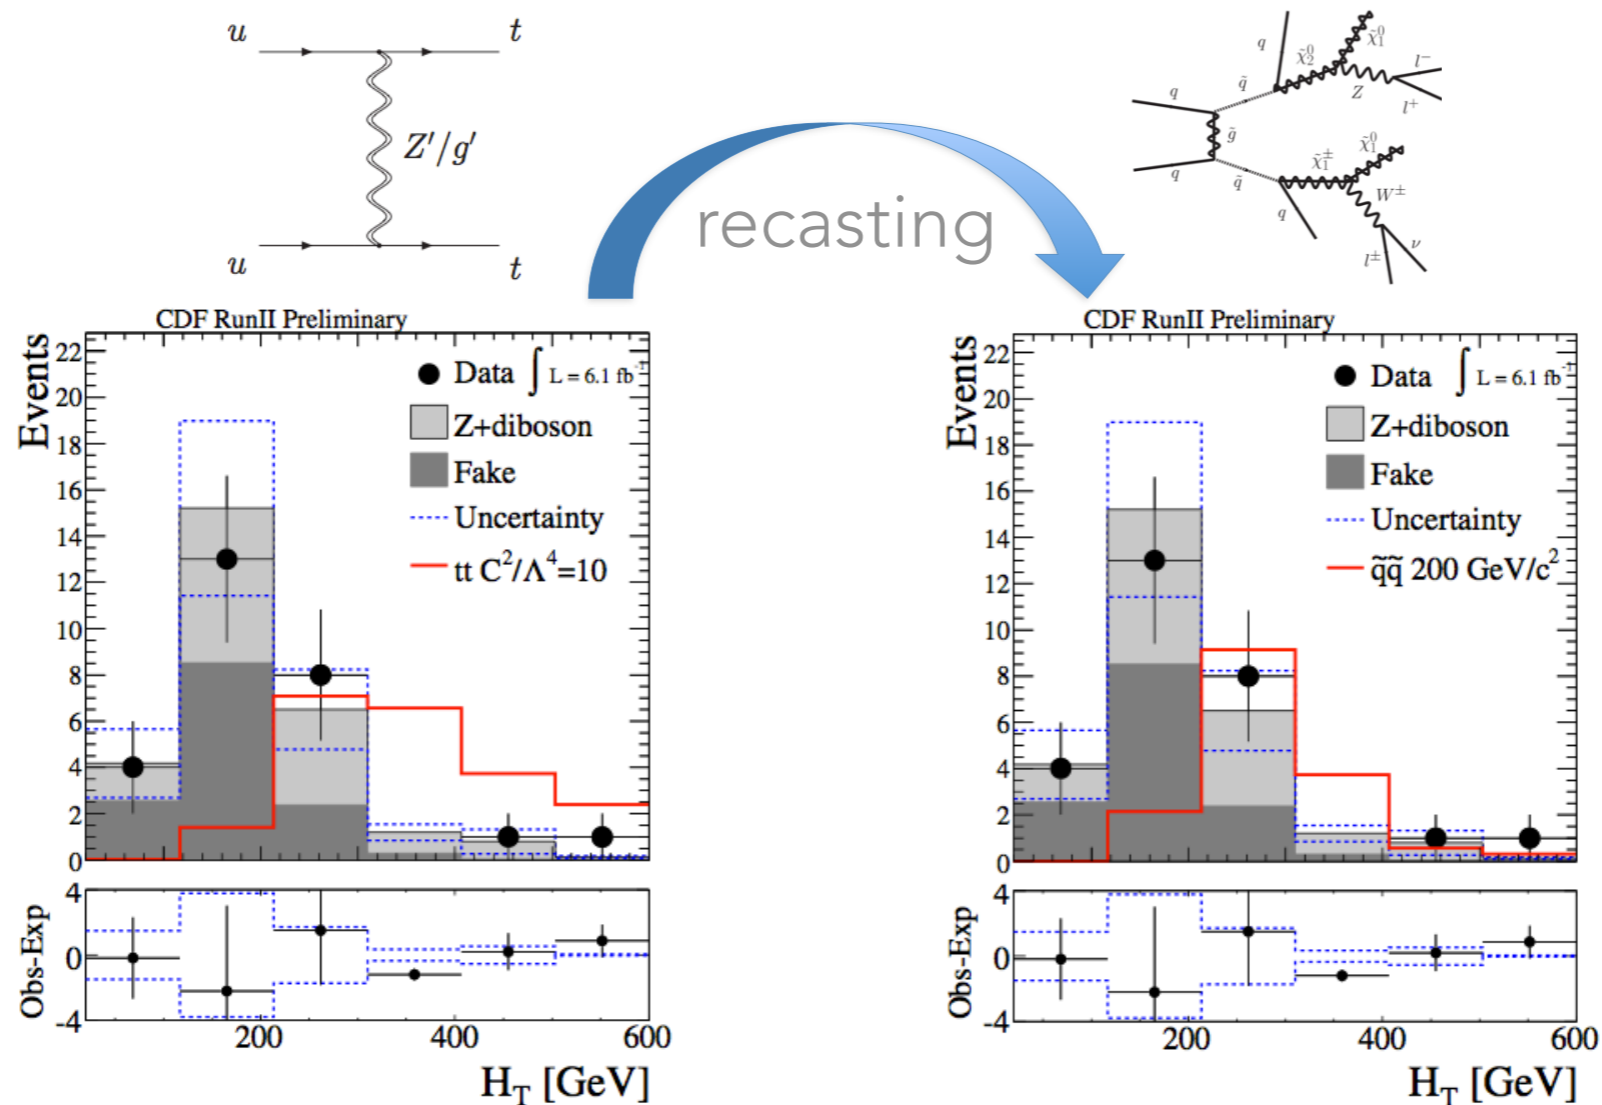 u t
Z′/g′
u t
recasting
q χ̃₂⁰ χ̃₁⁰ l⁻
q q̃ Z l⁺
g̃ χ̃₁⁰
q q̃ χ̃₁± W±
q l± ν
CDF RunII Preliminary
Events
22
20
18
16
14
12
10
8
6
4
2
0
Data ∫ L = 6.1 fb⁻¹
Z+diboson
Fake
Uncertainty
tt C²/Λ⁴=10
Obs-Exp
4
0
-4
200 400 600
H_T [GeV]
CDF RunII Preliminary
Events
22
20
18
16
14
12
10
8
6
4
2
0
Data ∫ L = 6.1 fb⁻¹
Z+diboson
Fake
Uncertainty
q̃q̃ 200 GeV/c²
Obs-Exp
4
0
-4
200 400 600
H_T [GeV]